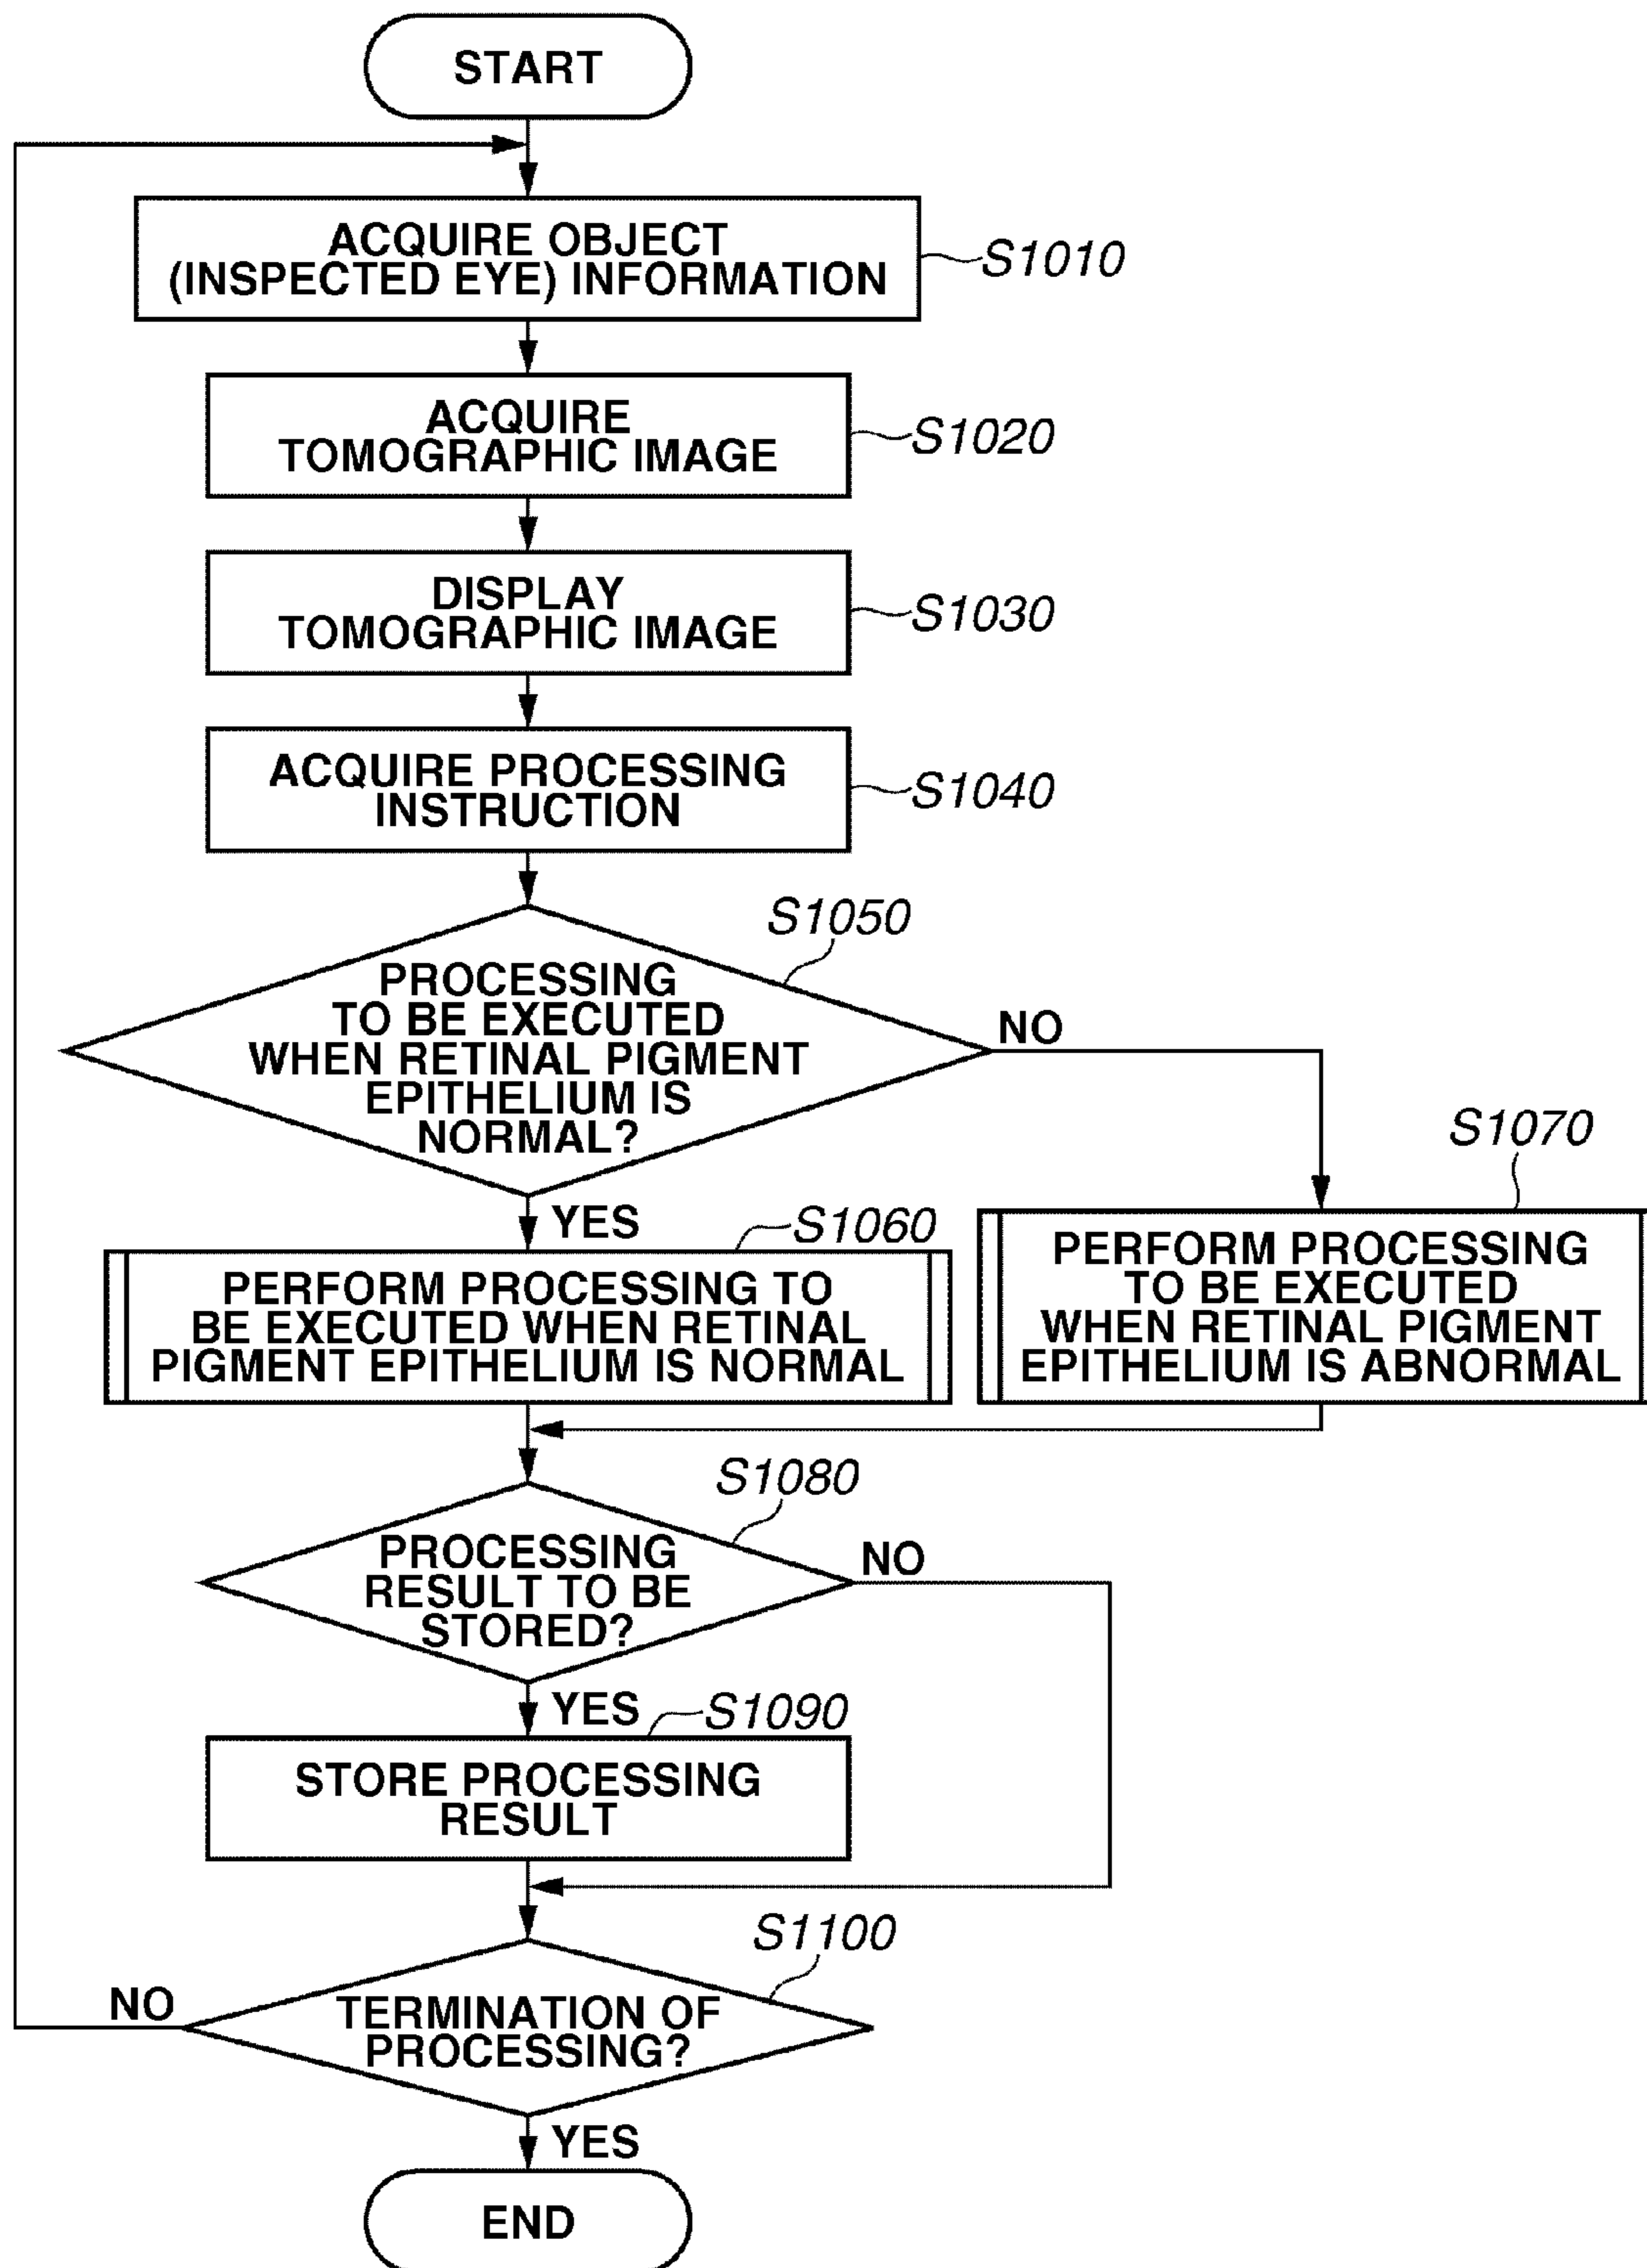 START
ACQUIRE OBJECT
(INSPECTED EYE) INFORMATION
S1010
ACQUIRE
TOMOGRAPHIC IMAGE
S1020
DISPLAY
TOMOGRAPHIC IMAGE
S1030
ACQUIRE PROCESSING
INSTRUCTION
S1040
S1050
PROCESSING
TO BE EXECUTED
WHEN RETINAL PIGMENT
EPITHELIUM IS
NORMAL?
NO
YES
S1060
PERFORM PROCESSING TO
BE EXECUTED WHEN RETINAL
PIGMENT EPITHELIUM IS NORMAL
S1070
PERFORM PROCESSING
TO BE EXECUTED
WHEN RETINAL PIGMENT
EPITHELIUM IS ABNORMAL
S1080
PROCESSING
RESULT TO BE
STORED?
NO
YES
S1090
STORE PROCESSING
RESULT
S1100
TERMINATION OF
PROCESSING?
NO
YES
END